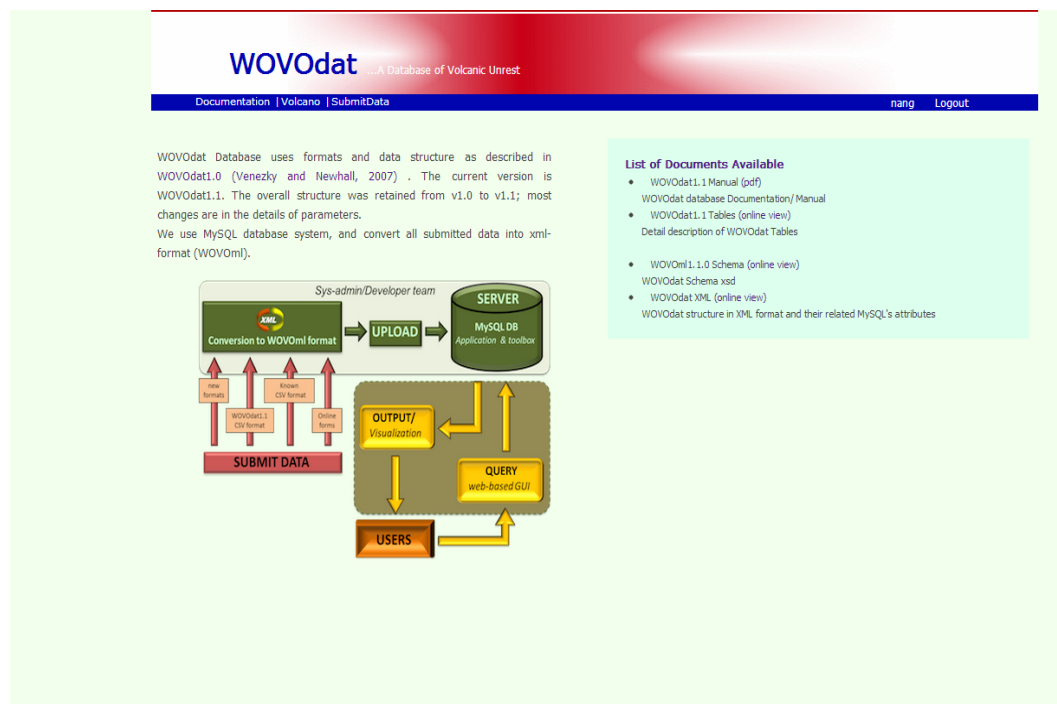 WOVOdat ...A Database of Volcanic Unrest
Documentation | Volcano | SubmitData
nang Logout
WOVOdat Database uses formats and data structure as described in
WOVOdat1.0 (Venezky and Newhall, 2007) . The current version is
WOVOdat1.1. The overall structure was retained from v1.0 to v1.1; most
changes are in the details of parameters.
We use MySQL database system, and convert all submitted data into xml-
format (WOVOml).
Sys-admin/Developer team
XML
Conversion to WOVOml format
UPLOAD
SERVER
MySQL DB
Application & toolbox
new
formats
WOVOdat1.1
CSV format
Known
CSV format
Online
forms
SUBMIT DATA
OUTPUT/
Visualization
QUERY
web-based GUI
USERS
List of Documents Available
• WOVOdat1.1 Manual (pdf)
WOVOdat database Documentation/ Manual
• WOVOdat1.1 Tables (online view)
Detail description of WOVOdat Tables
• WOVOml1.1.0 Schema (online view)
WOVOdat Schema xsd
• WOVOdat XML (online view)
WOVOdat structure in XML format and their related MySQL's attributes